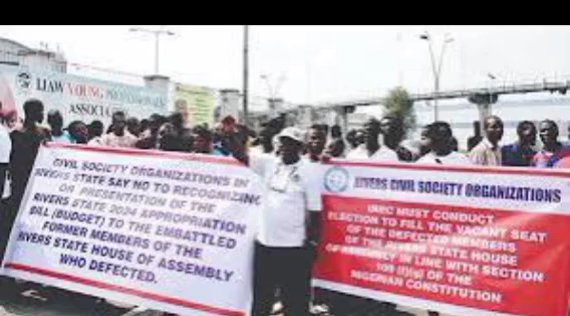 IJAW YOUNG PROFESSIONALS
ASSOCI
CIVIL SOCIETY ORGANIZATIONS IN
RIVERS STATE SAY NO TO RECOGNIZING
OR PRESENTATION OF THE
RIVERS STATE 2024 APPROPRIATION
BILL (BUDGET) TO THE EMBATTLED
FORMER MEMBERS OF THE
RIVERS STATE HOUSE OF ASSEMBLY
WHO DEFECTED.
RIVERS CIVIL SOCIETY ORGANIZATIONS
INEC MUST CONDUCT
ELECTION TO FILL THE VACANT SEAT
OF THE DEFECTED MEMBERS
OF THE RIVERS STATE HOUSE
OF ASSEMBLY IN LINE WITH SECTION
109 (I)(g) OF THE
NIGERIAN CONSTITUTION